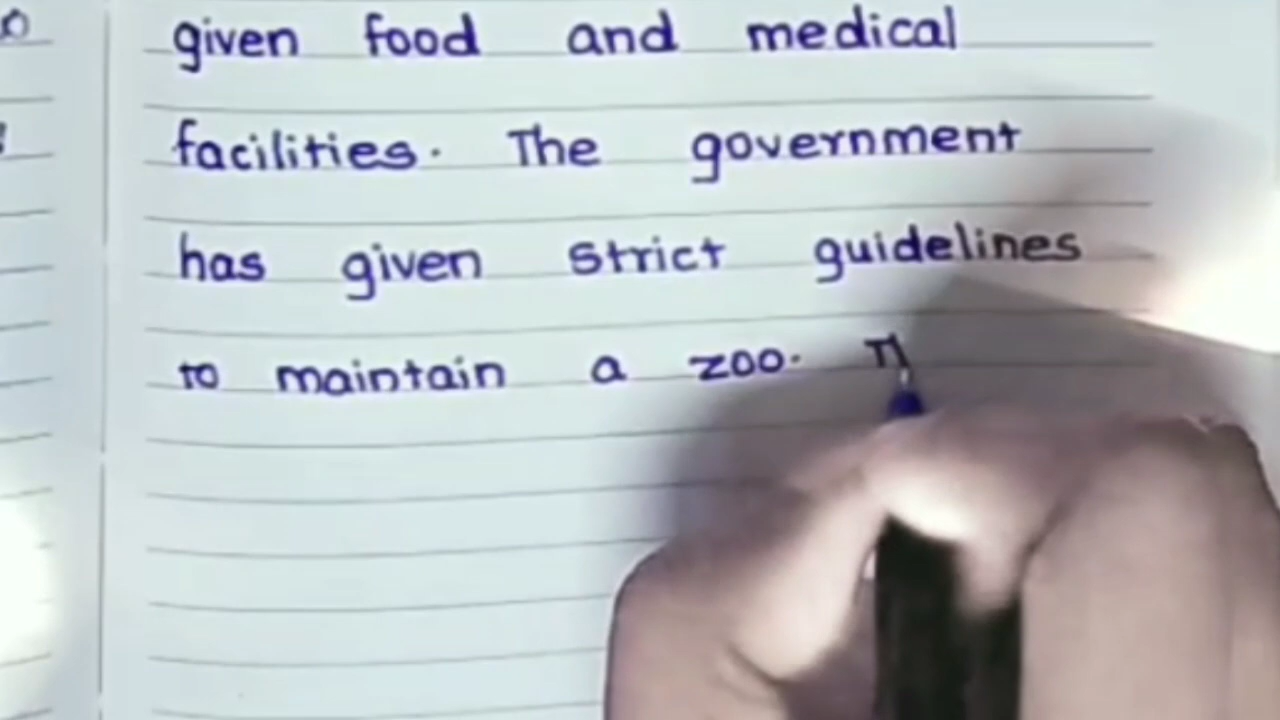 given food and medical
facilities. The government
has given strict guidelines
to maintain a zoo.